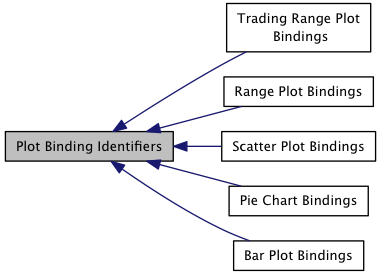 Trading Range Plot
Bindings
Range Plot Bindings
Plot Binding Identifiers
Scatter Plot Bindings
Pie Chart Bindings
Bar Plot Bindings